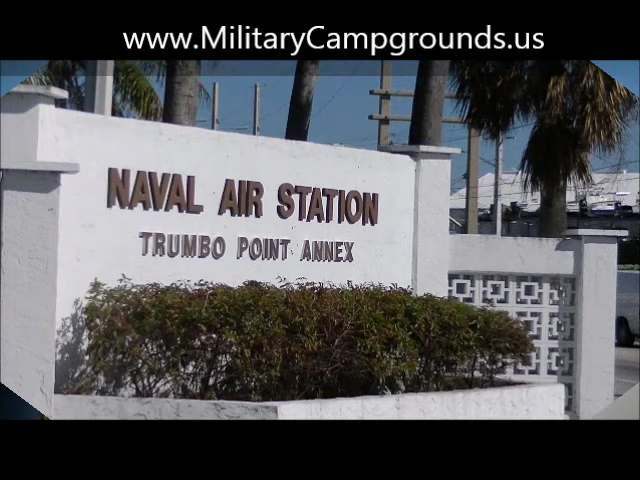 www.MilitaryCampgrounds.us
NAVAL AIR STATION
TRUMBO POINT ANNEX